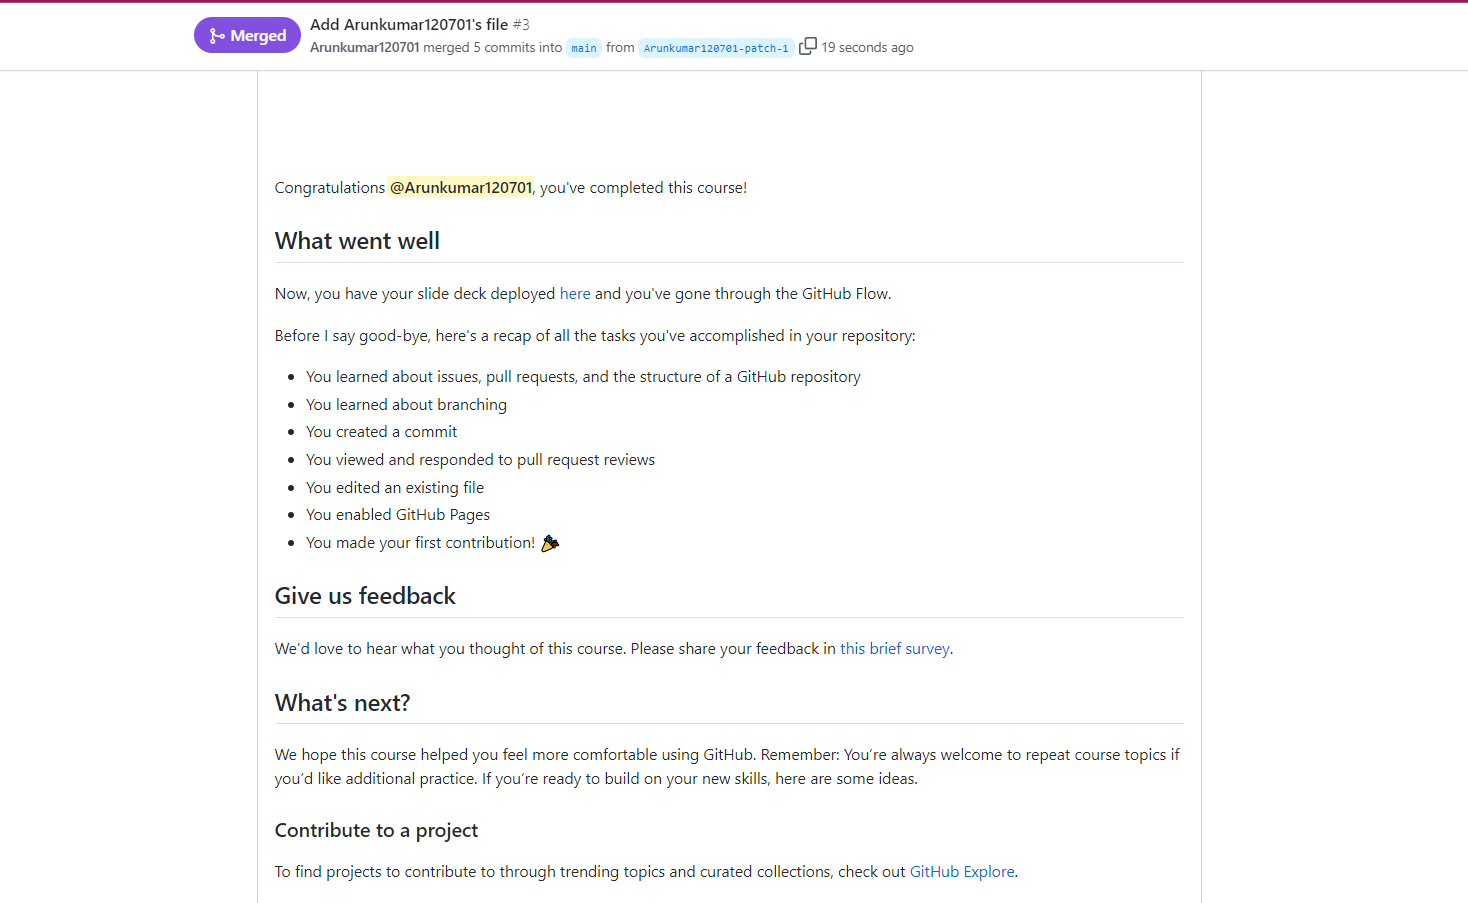 Merged
Add Arunkumar120701's file #3
Arunkumar120701 merged 5 commits into main from Arunkumar120701-patch-1 19 seconds ago
Congratulations @Arunkumar120701, you've completed this course!
What went well
Now, you have your slide deck deployed here and you've gone through the GitHub Flow.
Before I say good-bye, here's a recap of all the tasks you've accomplished in your repository:
• You learned about issues, pull requests, and the structure of a GitHub repository
• You learned about branching
• You created a commit
• You viewed and responded to pull request reviews
• You edited an existing file
• You enabled GitHub Pages
• You made your first contribution! 🎉
Give us feedback
We'd love to hear what you thought of this course. Please share your feedback in this brief survey.
What's next?
We hope this course helped you feel more comfortable using GitHub. Remember: You’re always welcome to repeat course topics if
you’d like additional practice. If you’re ready to build on your new skills, here are some ideas.
Contribute to a project
To find projects to contribute to through trending topics and curated collections, check out GitHub Explore.